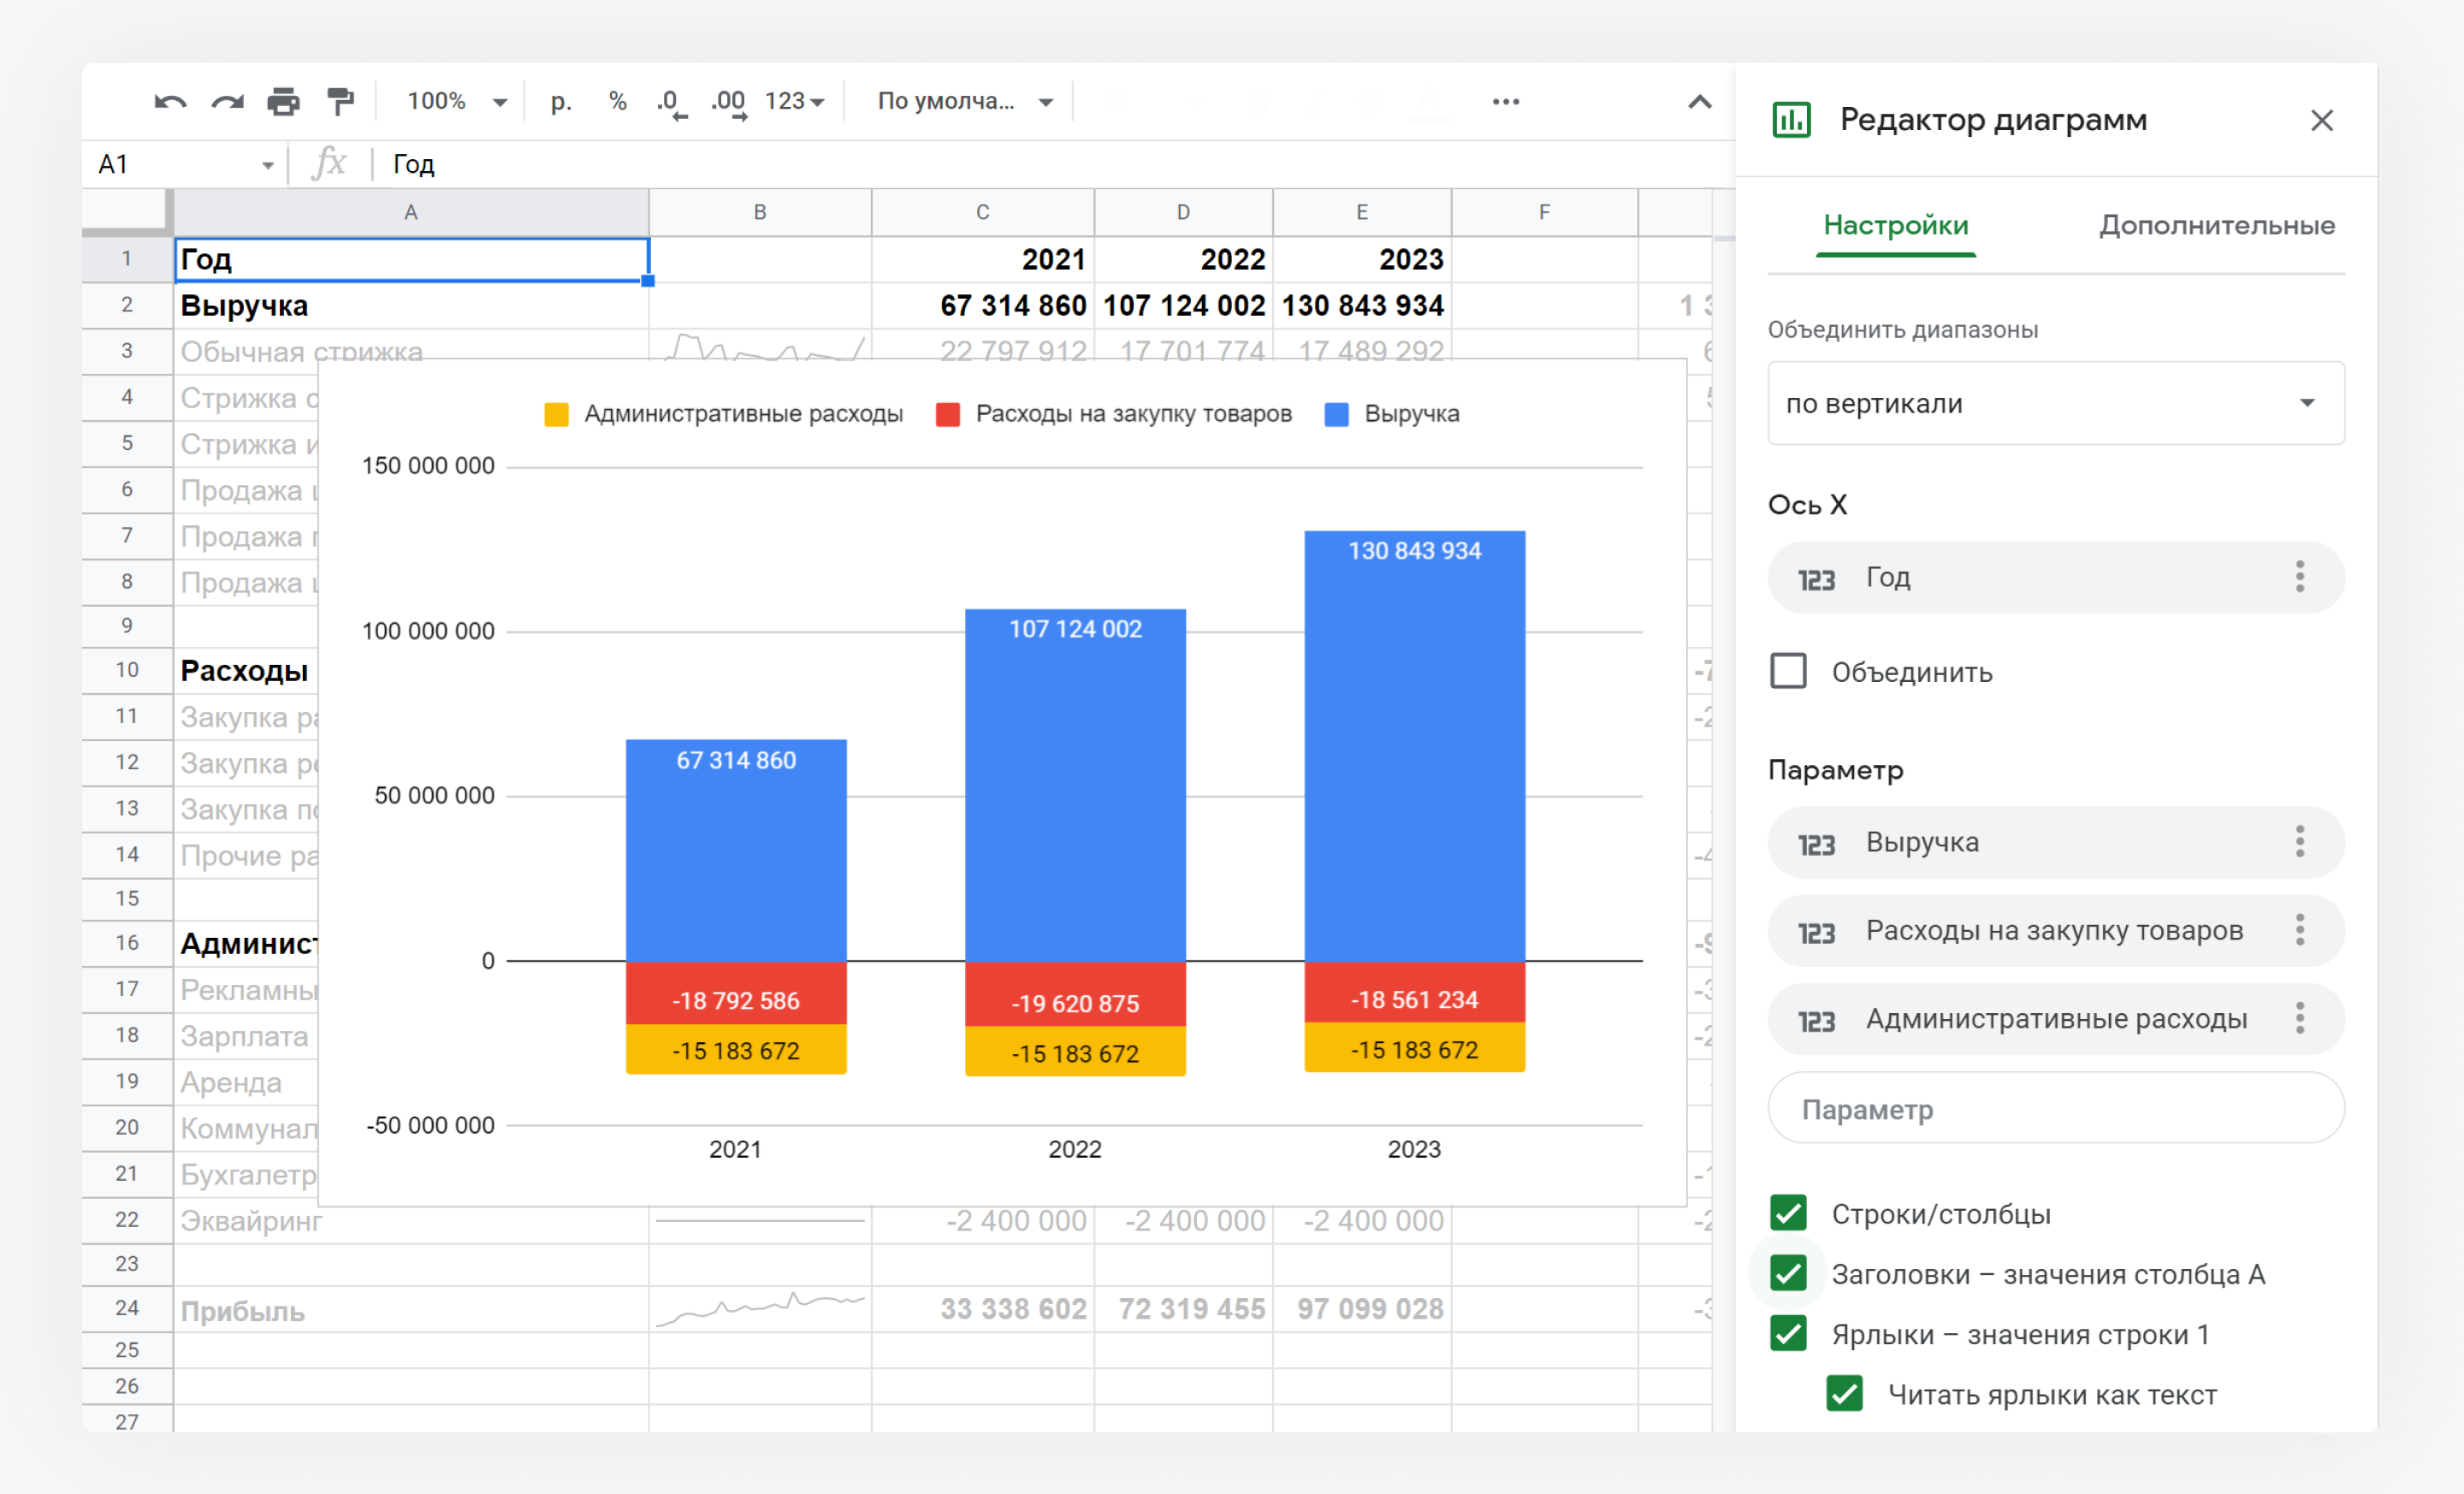 100% р. % .0 .00 123 По умолча... ...
A1 fx Год
A B C D E F
1 Год 2021 2022 2023
2 Выручка 67 314 860 107 124 002 130 843 934 1 3
3 Обычная стрижка 22 797 912 17 701 774 17 489 292
4 Стрижка
5 Стрижка
6 Продажа
7 Продажа
8 Продажа
9
10 Расходы
11 Закупка
12 Закупка
13 Закупка
14 Прочие
15
16 Админист
17 Рекламны
18 Зарплата
19 Аренда
20 Коммунал
21 Бухгалетр
22 Эквайринг -2 400 000 -2 400 000 -2 400 000
23
24 Прибыль 33 338 602 72 319 455 97 099 028
25
26
27
Административные расходы Расходы на закупку товаров Выручка
150 000 000
100 000 000
50 000 000
0
-50 000 000
67 314 860
107 124 002
130 843 934
-18 792 586 -19 620 875 -18 561 234
-15 183 672 -15 183 672 -15 183 672
2021 2022 2023
Редактор диаграмм
Настройки Дополнительные
Объединить диапазоны
по вертикали
Ось X
123 Год
Объединить
Параметр
123 Выручка
123 Расходы на закупку товаров
123 Административные расходы
Параметр
Строки/столбцы
Заголовки – значения столбца A
Ярлыки – значения строки 1
Читать ярлыки как текст